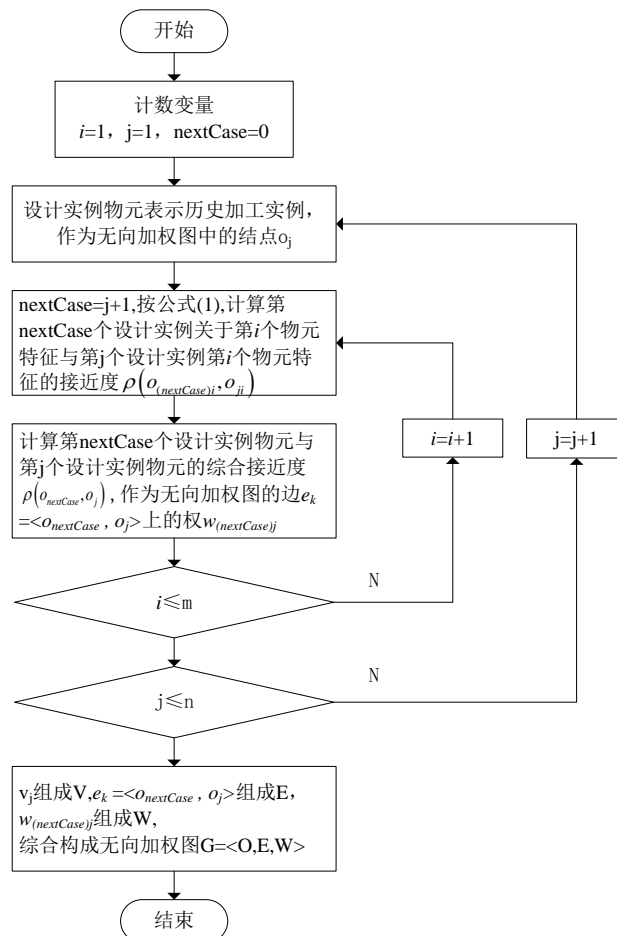 开始
计数变量
i=1，j=1，nextCase=0
设计实例物元表示历史加工实例，
作为无向加权图中的结点oj
nextCase=j+1,按公式(1),计算第
nextCase个设计实例关于第i个物元
特征与第j个设计实例第i个物元特
征的接近度ρ(o(nextCase)i,oji)
i=i+1
j=j+1
计算第nextCase个设计实例物元与
第j个设计实例物元的综合接近度
ρ(onextCase,oj),作为无向加权图的边ek
=<onextCase，oj>上的权w(nextCase)j
i≤m
N
j≤n
N
vj组成V,ek=<onextCase，oj>组成E，
w(nextCase)j组成W,
综合构成无向加权图G=<O,E,W>
结束